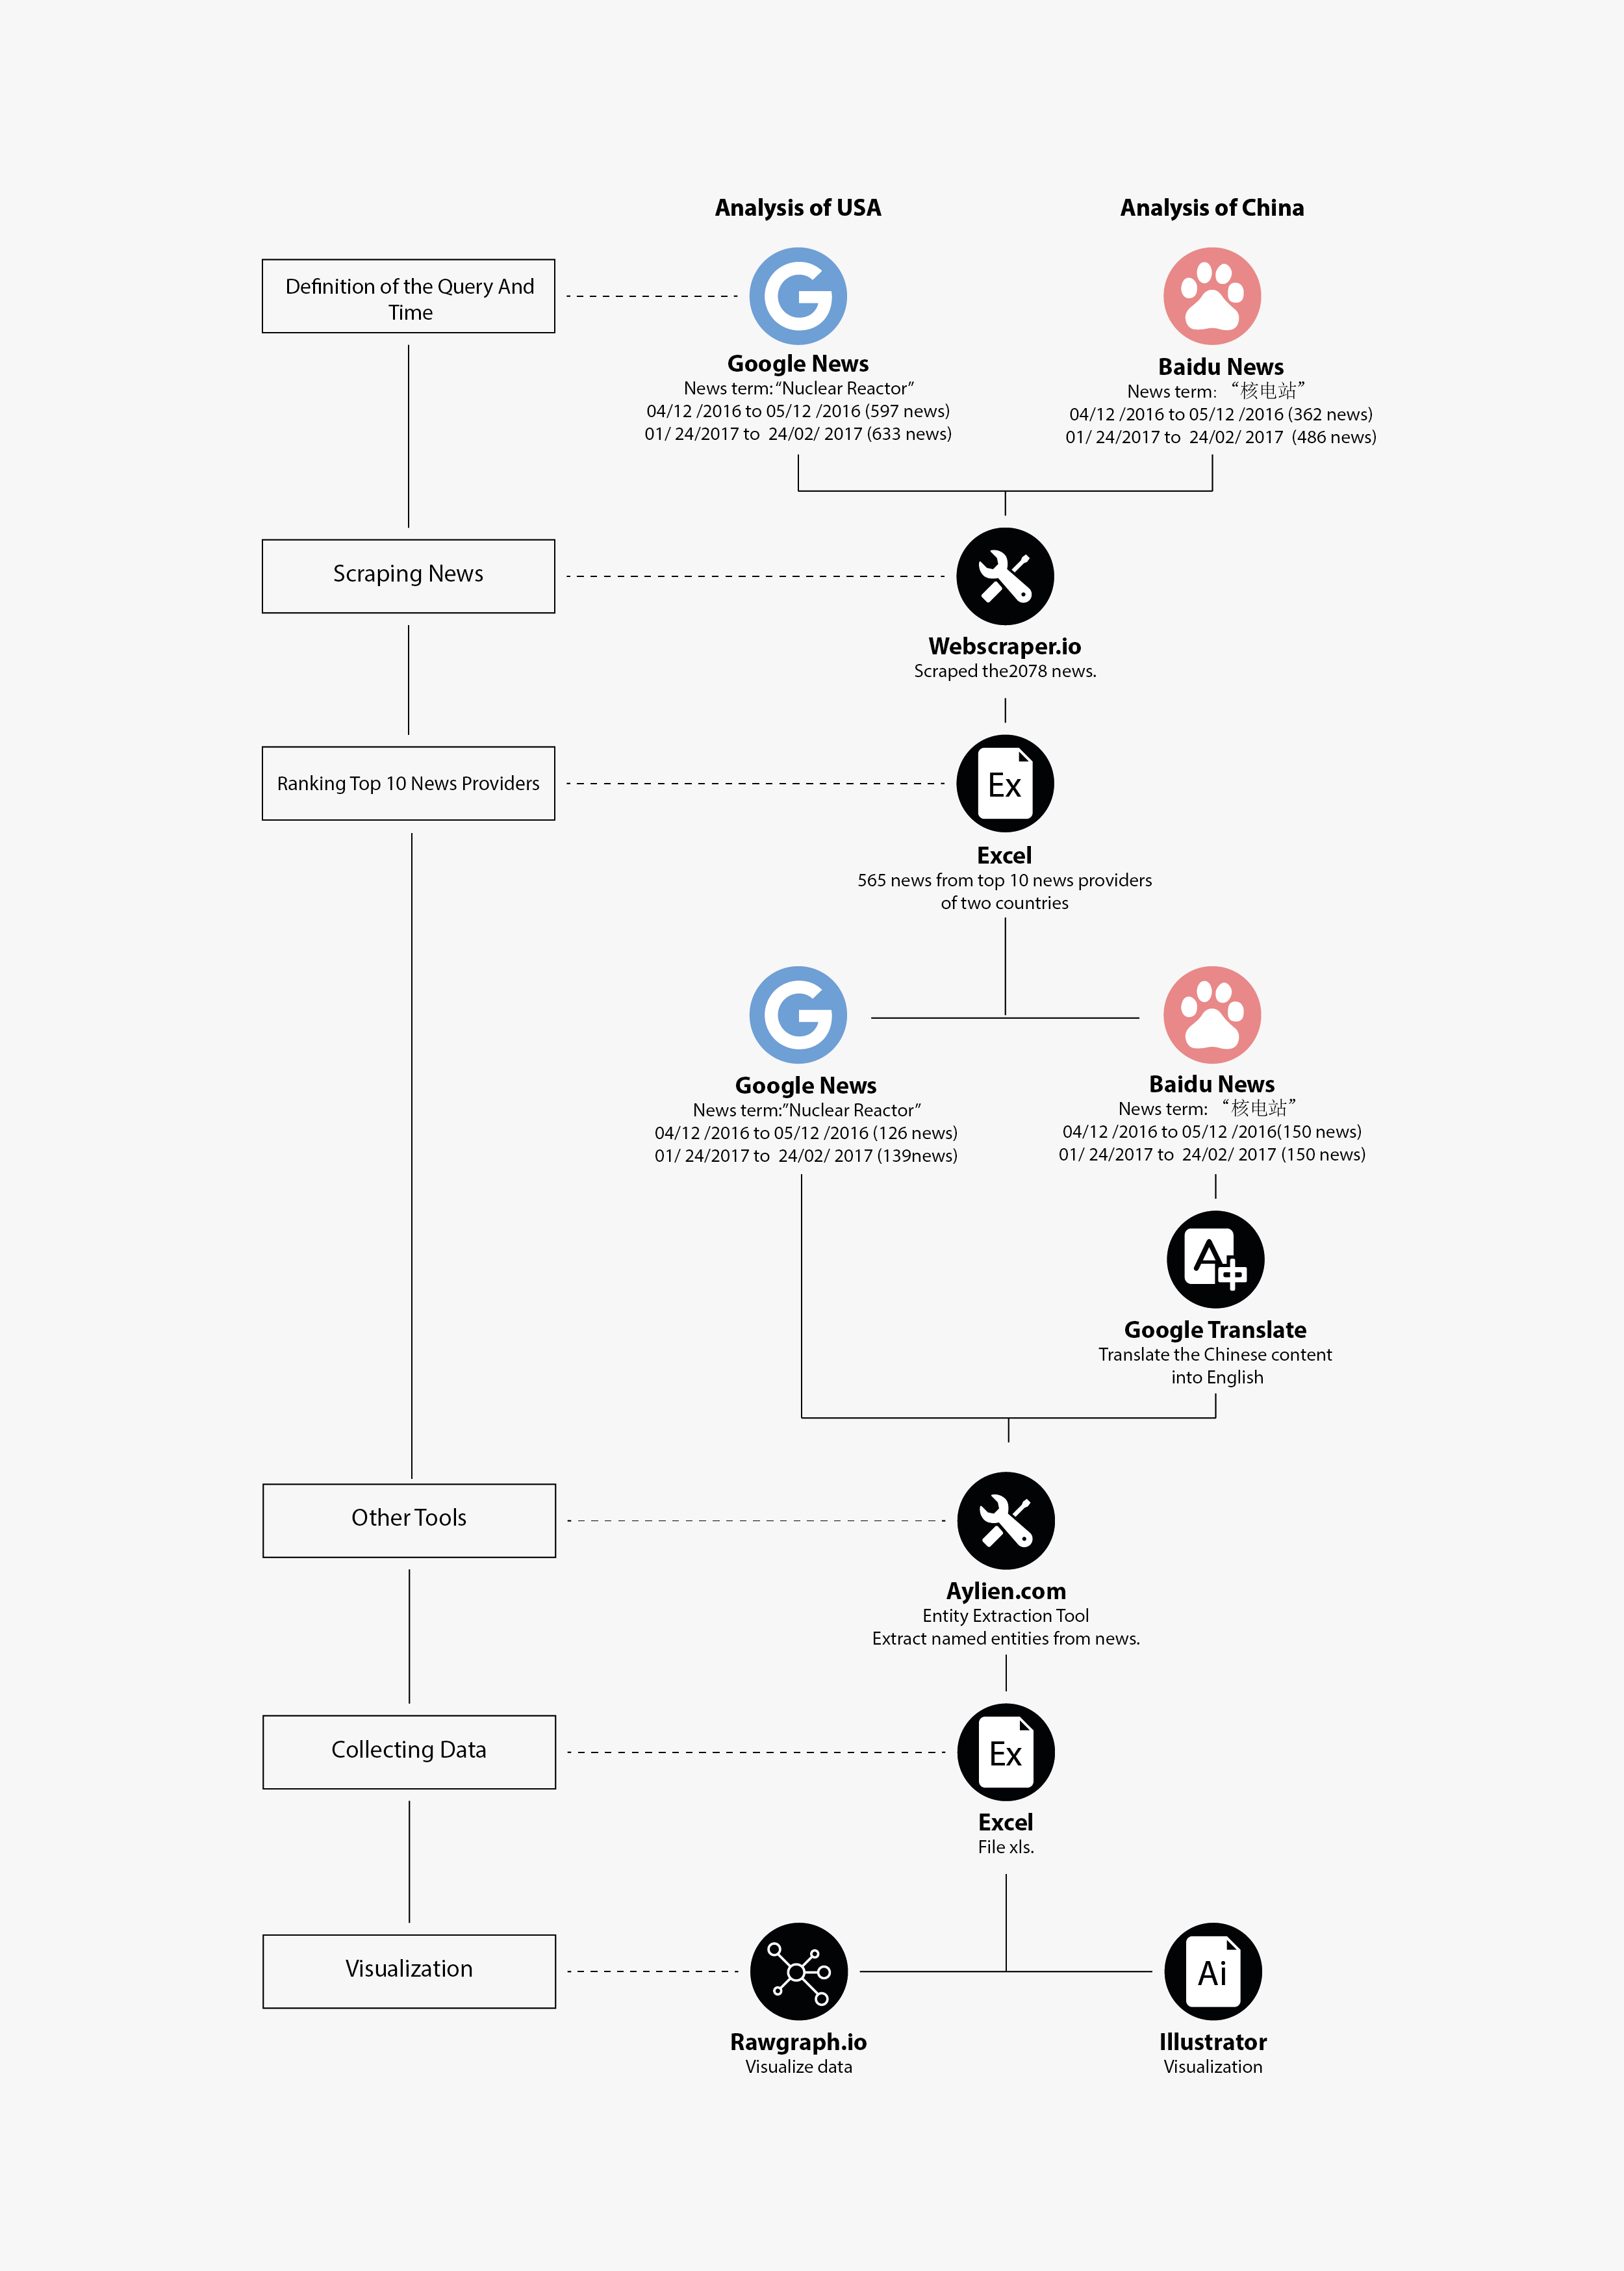 Analysis of USA
Analysis of China
Definition of the Query And
Time
Google News
News term:“Nuclear Reactor”
04/12 /2016 to 05/12 /2016 (597 news)
01/ 24/2017 to 24/02/ 2017 (633 news)
Baidu News
News term: “核电站”
04/12 /2016 to 05/12 /2016 (362 news)
01/ 24/2017 to 24/02/ 2017 (486 news)
Scraping News
Webscraper.io
Scraped the2078 news.
Ranking Top 10 News Providers
Ex
Excel
565 news from top 10 news providers
of two countries
Google News
News term:”Nuclear Reactor”
04/12 /2016 to 05/12 /2016 (126 news)
01/ 24/2017 to 24/02/ 2017 (139news)
Baidu News
News term: “核电站”
04/12 /2016 to 05/12 /2016(150 news)
01/ 24/2017 to 24/02/ 2017 (150 news)
A中
Google Translate
Translate the Chinese content
into English
Other Tools
Aylien.com
Entity Extraction Tool
Extract named entities from news.
Collecting Data
Ex
Excel
File xls.
Visualization
Ai
Rawgraph.io
Visualize data
Illustrator
Visualization